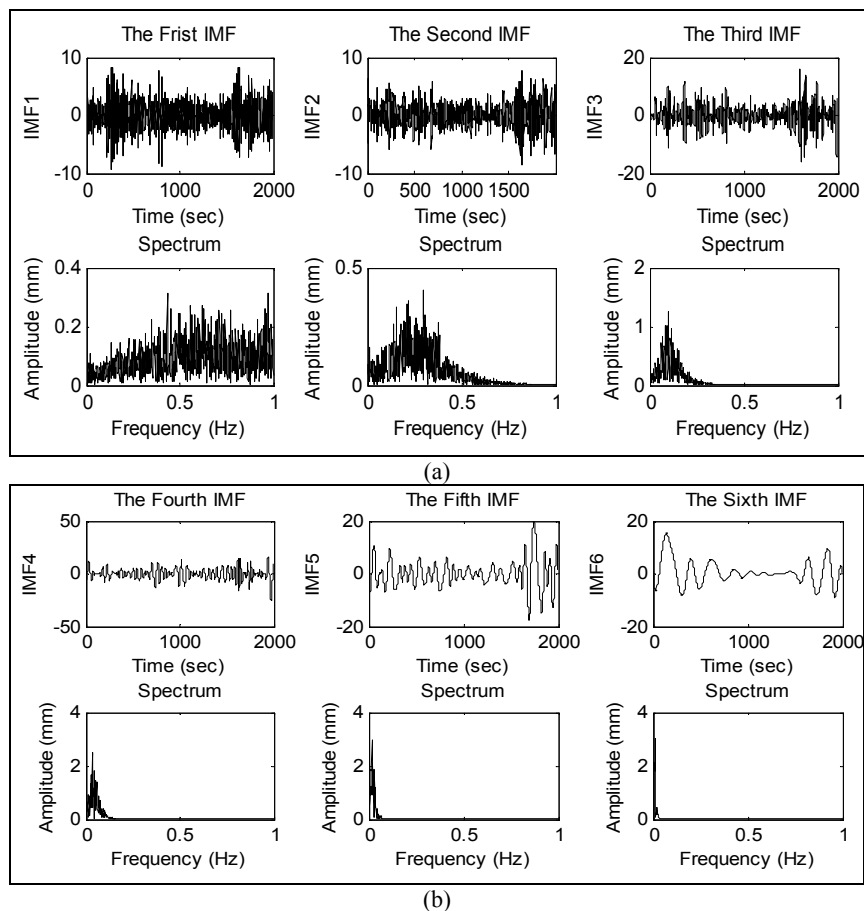 The Frist IMF
The Second IMF
The Third IMF
10
0
-10
IMF1
0 1000 2000
Time (sec)
10
0
-10
IMF2
0 500 1000 1500
Time (sec)
20
0
-20
IMF3
0 1000 2000
Time (sec)
Spectrum
0.4
0.2
0
Amplitude (mm)
0 0.5 1
Frequency (Hz)
Spectrum
0.5
0
Amplitude (mm)
0 0.5 1
Frequency (Hz)
Spectrum
2
1
0
Amplitude (mm)
0 0.5 1
Frequency (Hz)
(a)
The Fourth IMF
The Fifth IMF
The Sixth IMF
50
0
-50
IMF4
0 1000 2000
Time (sec)
20
0
-20
IMF5
0 1000 2000
Time (sec)
20
0
-20
IMF6
0 1000 2000
Time (sec)
Spectrum
4
2
0
Amplitude (mm)
0 0.5 1
Frequency (Hz)
Spectrum
4
2
0
Amplitude (mm)
0 0.5 1
Frequency (Hz)
Spectrum
4
2
0
Amplitude (mm)
0 0.5 1
Frequency (Hz)
(b)